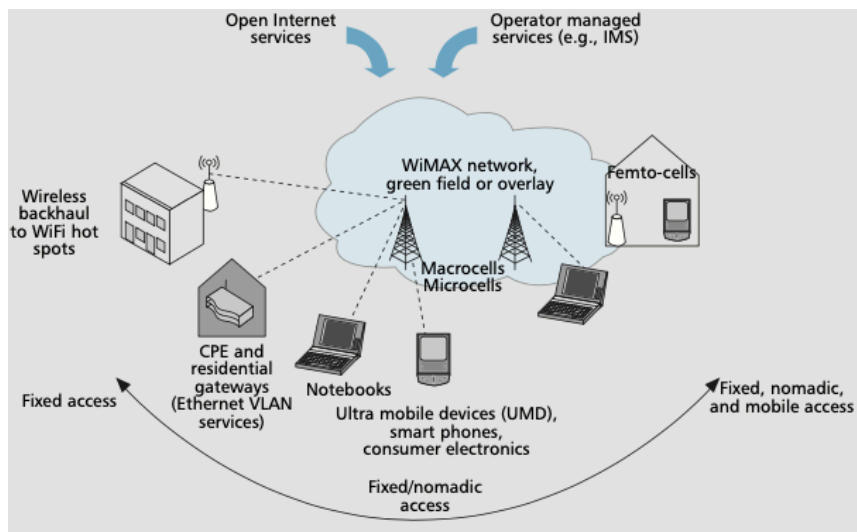 Open Internet
services
Operator managed
services (e.g., IMS)
WiMAX network,
green field or overlay
Femto-cells
Wireless
backhaul
to WiFi hot
spots
Macrocells
Microcells
CPE and
residential
gateways
(Ethernet VLAN
services)
Notebooks
Ultra mobile devices (UMD),
smart phones,
consumer electronics
Fixed access
Fixed, nomadic,
and mobile access
Fixed/nomadic
access